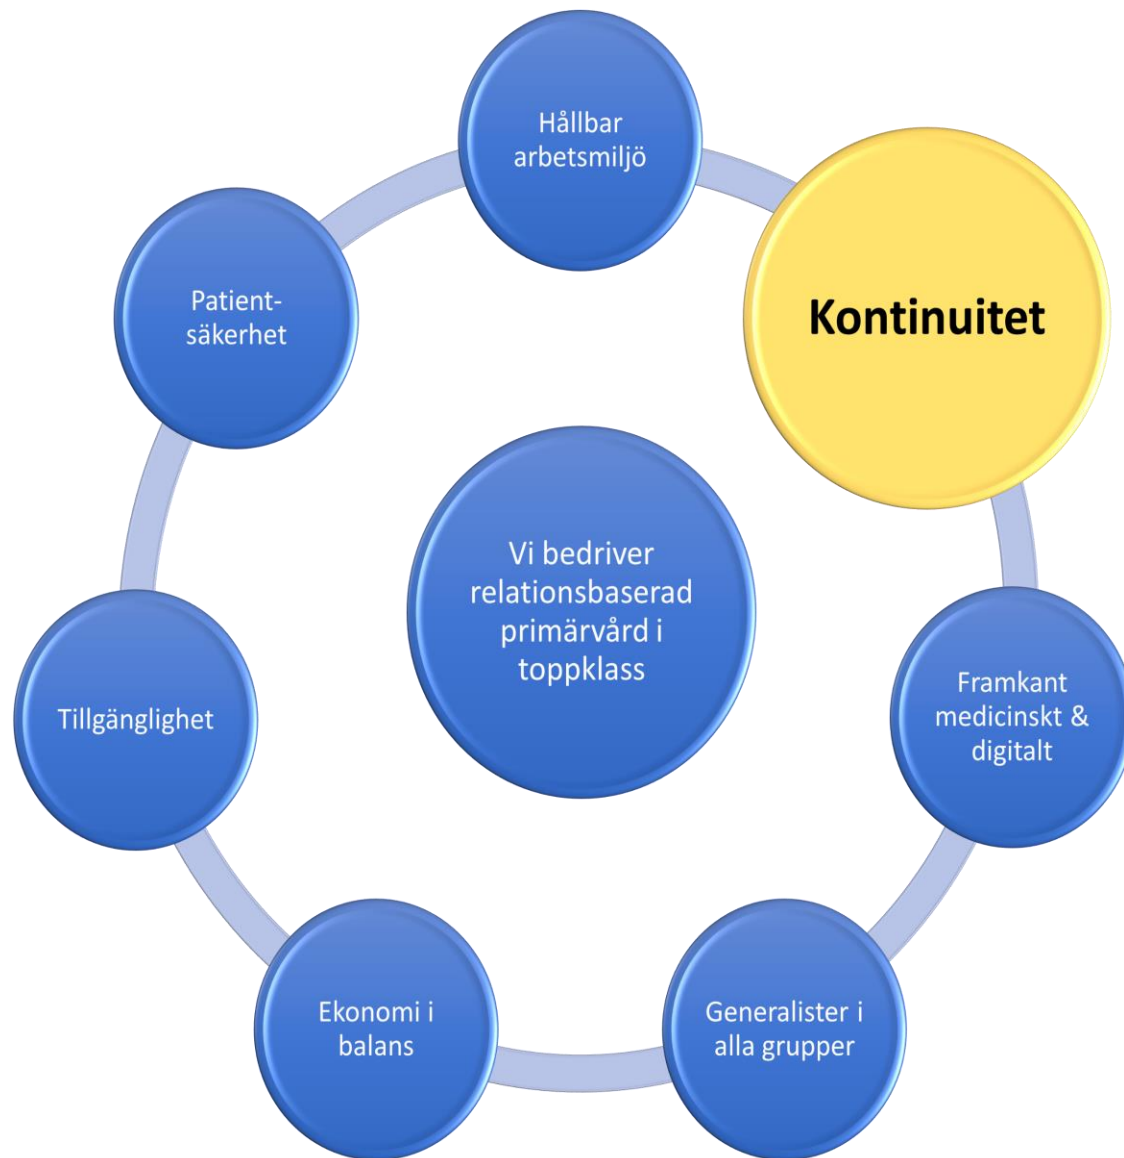 Hållbar
arbetsmiljö
Kontinuitet
Framkant
medicinskt &
digitalt
Generalister i
alla grupper
Ekonomi i
balans
Tillgänglighet
Patient-
säkerhet
Vi bedriver
relationsbaserad
primärvård i
toppklass